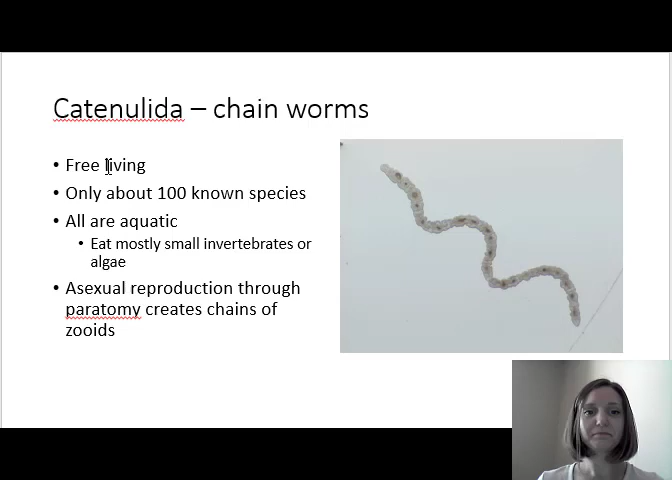 Catenulida – chain worms
• Free living
• Only about 100 known species
• All are aquatic
• Eat mostly small invertebrates or
algae
• Asexual reproduction through
paratomy creates chains of
zooids